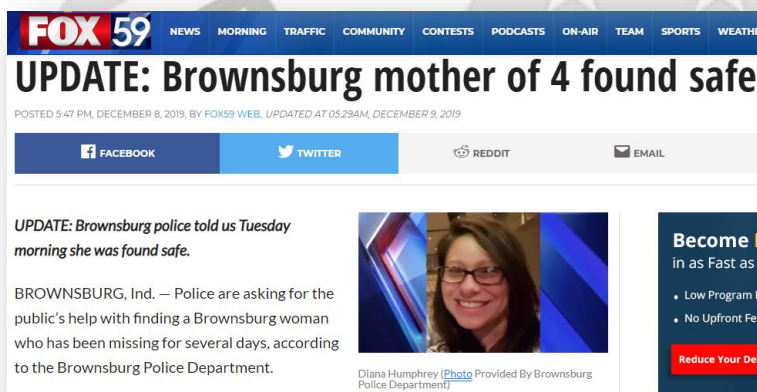 FOX 59 NEWS MORNING TRAFFIC COMMUNITY CONTESTS PODCASTS ON-AIR TEAM SPORTS
UPDATE: Brownsburg mother of 4 found safe
POSTED 5:47 PM, DECEMBER 8, 2019, BY FOX59 WEB, UPDATED AT 05:29AM, DECEMBER 9, 2019
FACEBOOK TWITTER REDDIT EMAIL
UPDATE: Brownsburg police told us Tuesday
morning she was found safe.
BROWNSBURG, Ind. — Police are asking for the
public's help with finding a Brownsburg woman
who has been missing for several days, according
to the Brownsburg Police Department.
Diana Humphrey (Photo Provided By Brownsburg
Police Department)
Become
in as Fast as
• Low Program
• No Upfront
Reduce Your